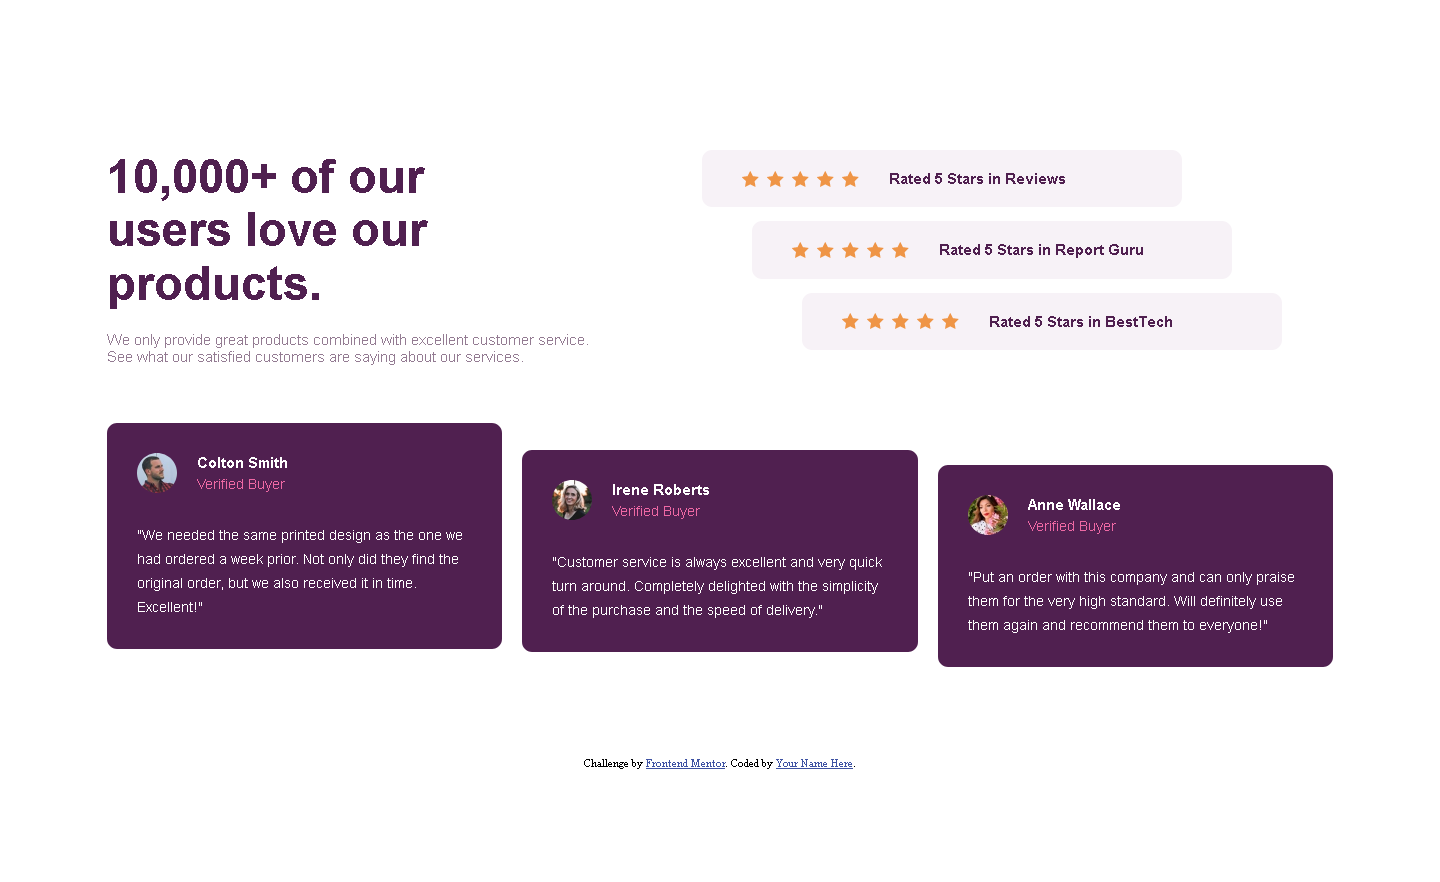 10,000+ of our
users love our
products.
We only provide great products combined with excellent customer service.
See what our satisfied customers are saying about our services.
Rated 5 Stars in Reviews
Rated 5 Stars in Report Guru
Rated 5 Stars in BestTech
Colton Smith
Verified Buyer
"We needed the same printed design as the one we
had ordered a week prior. Not only did they find the
original order, but we also received it in time.
Excellent!"
Irene Roberts
Verified Buyer
"Customer service is always excellent and very quick
turn around. Completely delighted with the simplicity
of the purchase and the speed of delivery."
Anne Wallace
Verified Buyer
"Put an order with this company and can only praise
them for the very high standard. Will definitely use
them again and recommend them to everyone!"
Challenge by Frontend Mentor. Coded by Your Name Here.